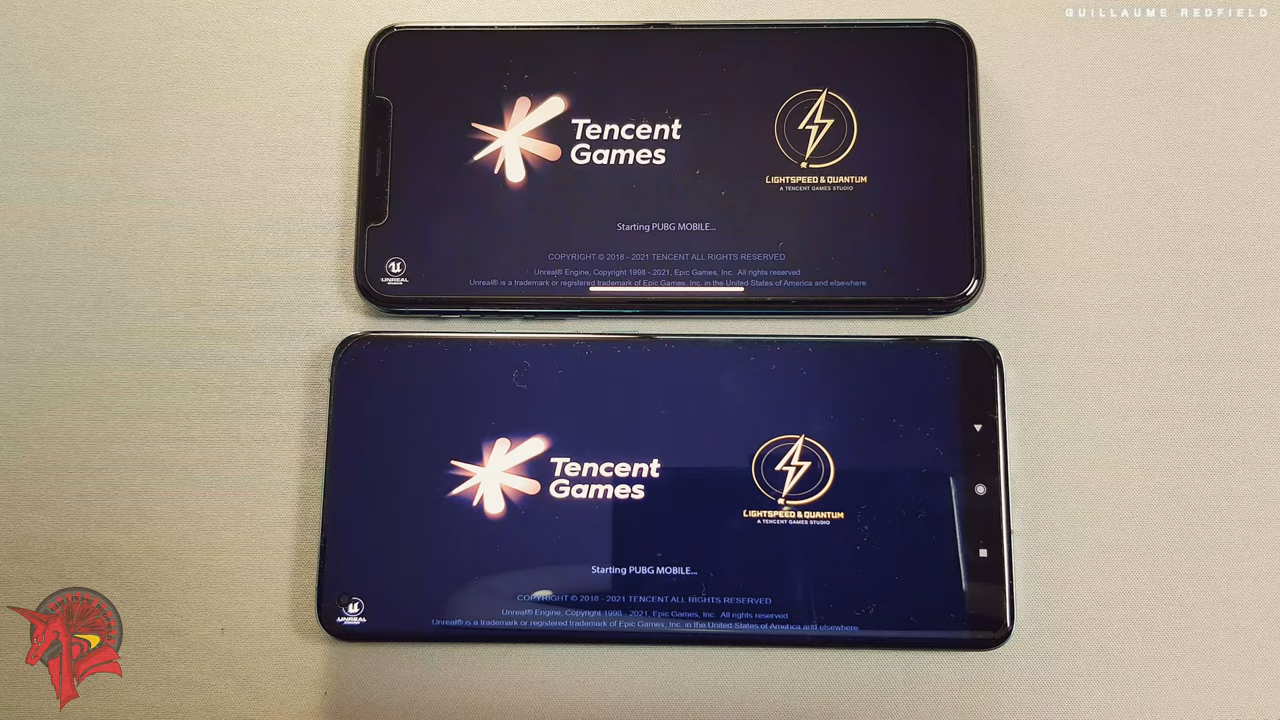 GUILLAUME REDFIELD
Tencent
Games
LIGHTSPEED & QUANTUM
A TENCENT GAMES STUDIO
Starting PUBG MOBILE...
COPYRIGHT © 2018 - 2021 TENCENT ALL RIGHTS RESERVED
Unreal® Engine, Copyright 1998 - 2021, Epic Games, Inc. All rights reserved
Unreal® is a trademark or registered trademark of Epic Games, Inc. in the United States of America and elsewhere
UNREAL
Tencent
Games
LIGHTSPEED & QUANTUM
A TENCENT GAMES STUDIO
Starting PUBG MOBILE...
COPYRIGHT © 2018 - 2021 TENCENT ALL RIGHTS RESERVED
Unreal® Engine, Copyright 1998 - 2021, Epic Games, Inc. All rights reserved
Unreal® is a trademark or registered trademark of Epic Games, Inc. in the United States of America and elsewhere
UNREAL
GUILLAUME REDFIELD